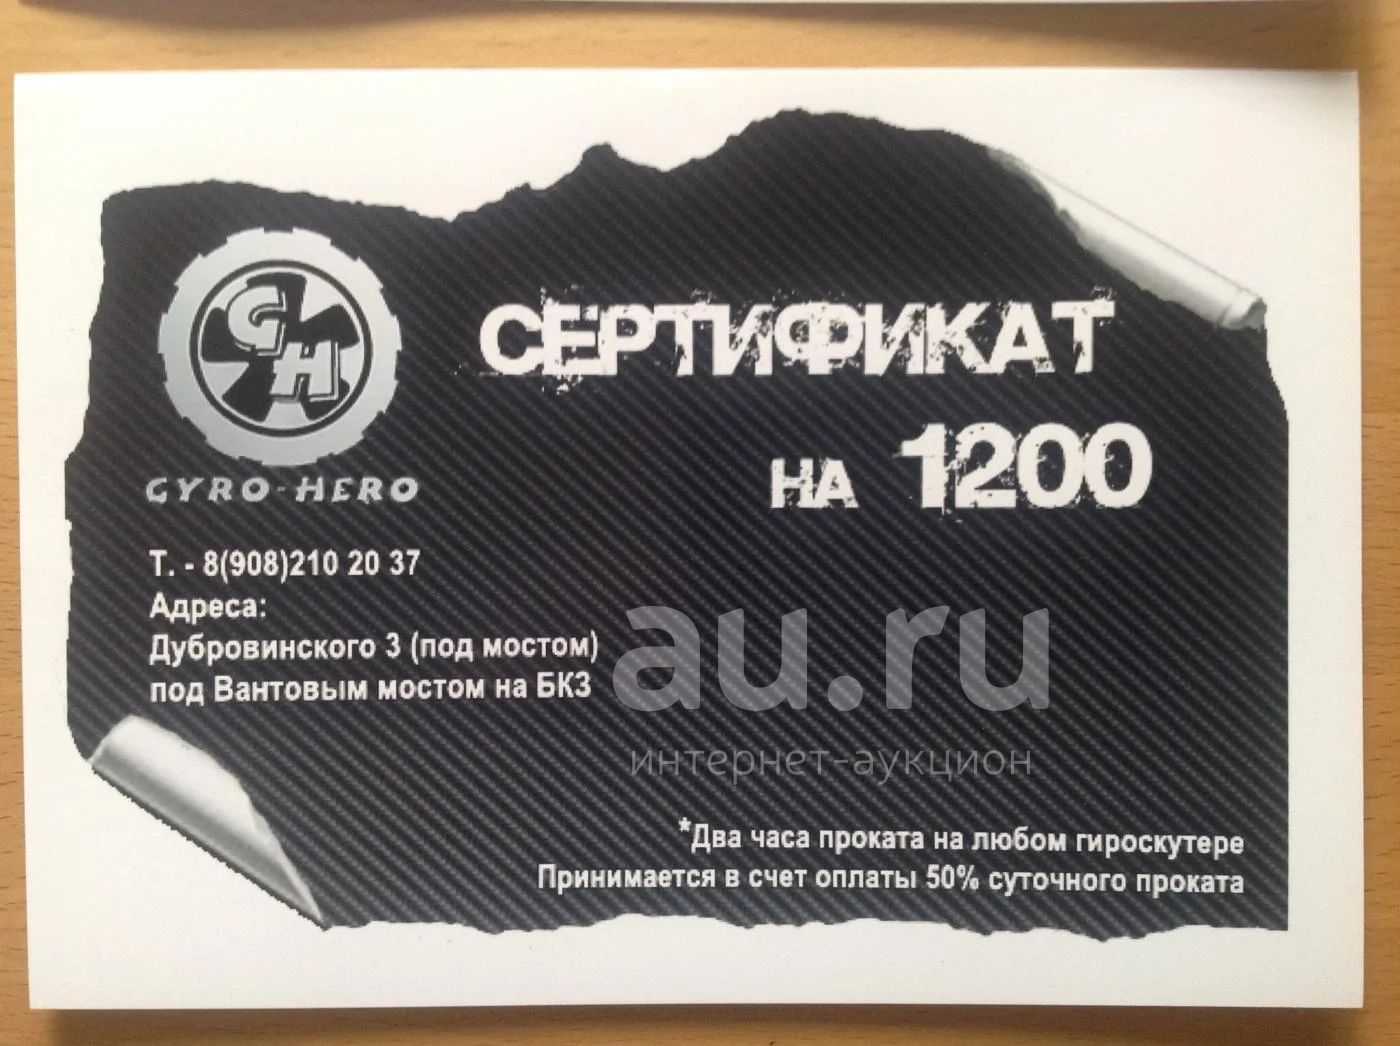 GH
GYRO-HERO
СЕРТИФИКАТ
НА 1200
Т. - 8(908)210 20 37
Адреса:
Дубровинского 3 (под мостом)
под Вантовым мостом на БКЗ
au.ru
интернет-аукцион
*Два часа проката на любом гироскутере
Принимается в счет оплаты 50% суточного проката